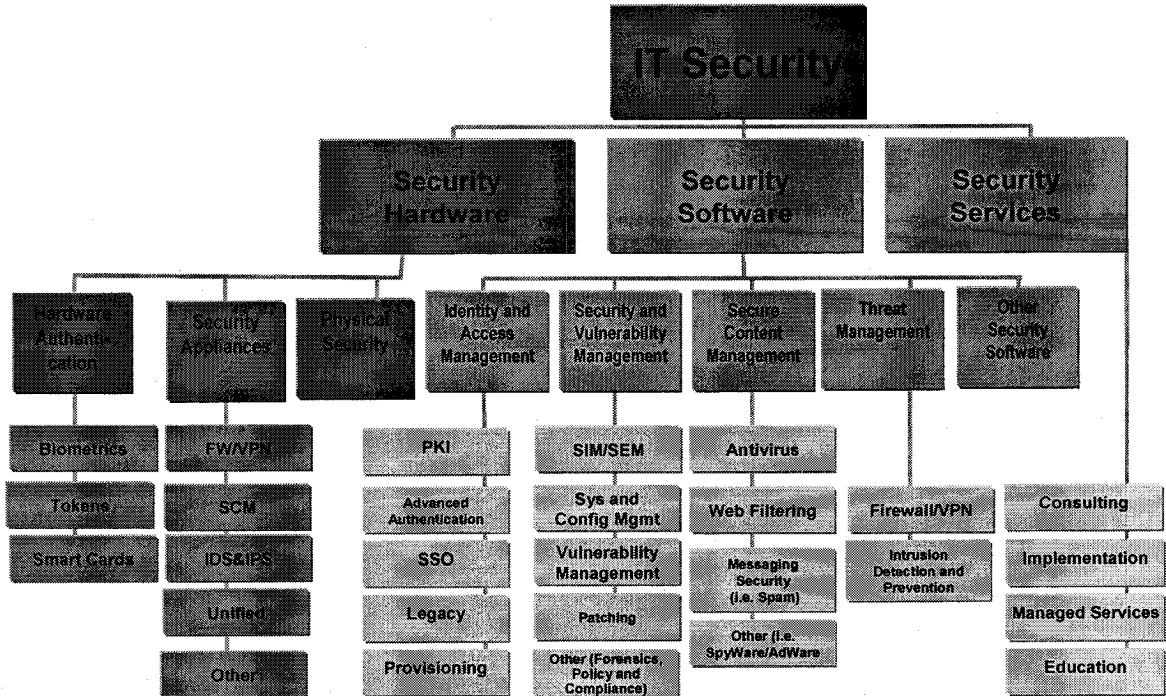 IT Security
Security
Hardware
Security
Software
Security
Services
Hardware
Authenti-
cation
Security
Appliances
Physical
Security
Identity and
Access
Management
Security and
Vulnerability
Management
Secure
Content
Management
Threat
Management
Other
Security
Software
Biometrics
Tokens
Smart Cards
FW/VPN
SCM
IDS&IPS
Unified
Other
PKI
Advanced
Authentication
SSO
Legacy
Provisioning
SIM/SEM
Sys and
Config Mgmt
Vulnerability
Management
Patching
Other (Forensics,
Policy and
Compliance)
Antivirus
Web Filtering
Messaging
Security
(i.e. Spam)
Other (i.e.
SpyWare/AdWare
Firewall/VPN
Intrusion
Detection and
Prevention
Consulting
Implementation
Managed Services
Education